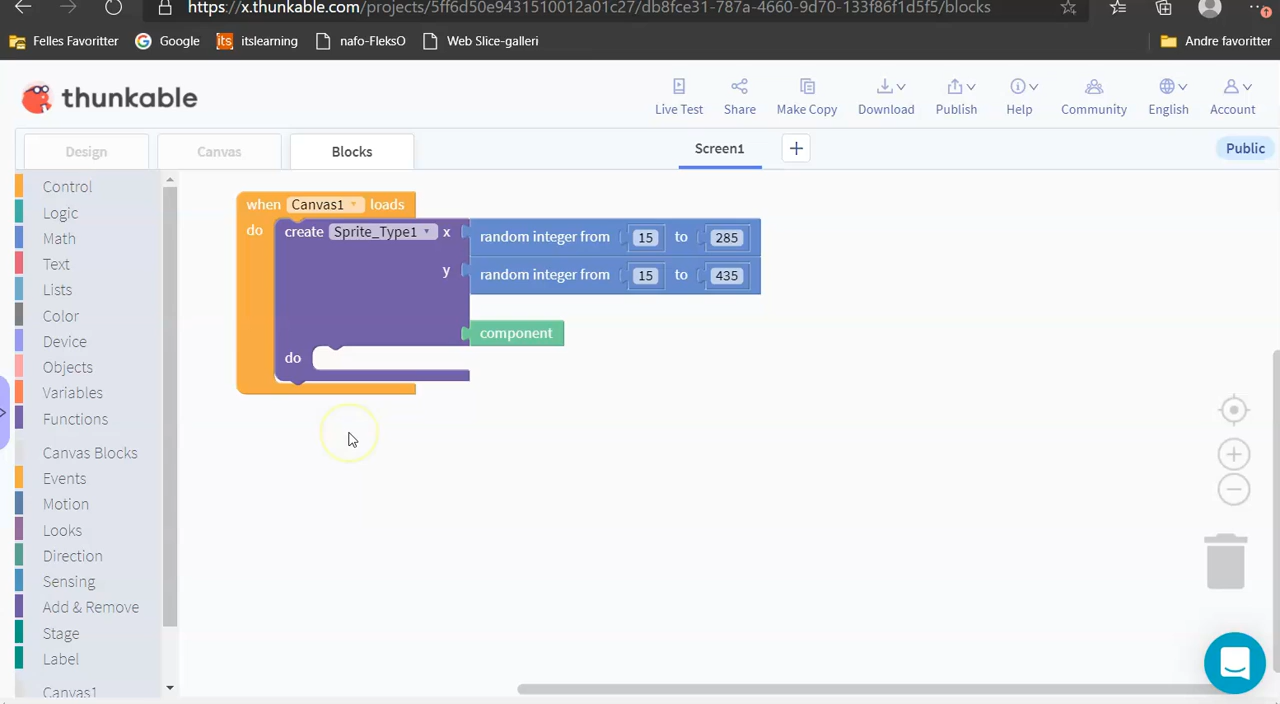 https://x.thunkable.com/projects/5ff6d50e9431510012a01c27/db8fce31-787a-4660-9d70-133f86f1d5f5/blocks
Felles Favoritter
Google
its
itslearning
nafo-FleksO
Web Slice-galleri
Andre favoritter
thunkable
Live Test
Share
Make Copy
Download
Publish
Help
Community
English
Account
Design
Canvas
Blocks
Screen1
Public
Control
Logic
Math
Text
Lists
Color
Device
Objects
Variables
Functions
Canvas Blocks
Events
Motion
Looks
Direction
Sensing
Add & Remove
Stage
Label
Canvas1
when Canvas1 loads
do create Sprite_Type1 x random integer from 15 to 285
y random integer from 15 to 435
component
do